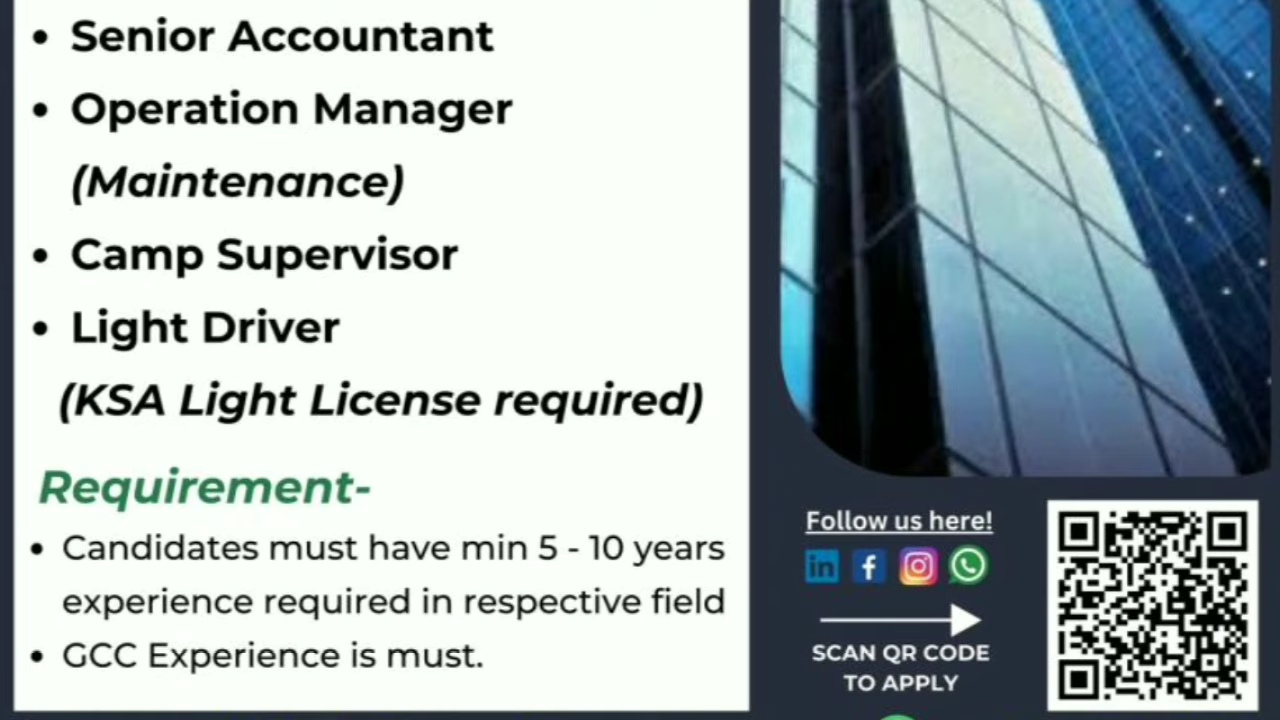 • Senior Accountant
• Operation Manager
(Maintenance)
• Camp Supervisor
• Light Driver
(KSA Light License required)
Requirement-
• Candidates must have min 5 - 10 years
experience required in respective field
• GCC Experience is must.
Follow us here!
in f
SCAN QR CODE
TO APPLY